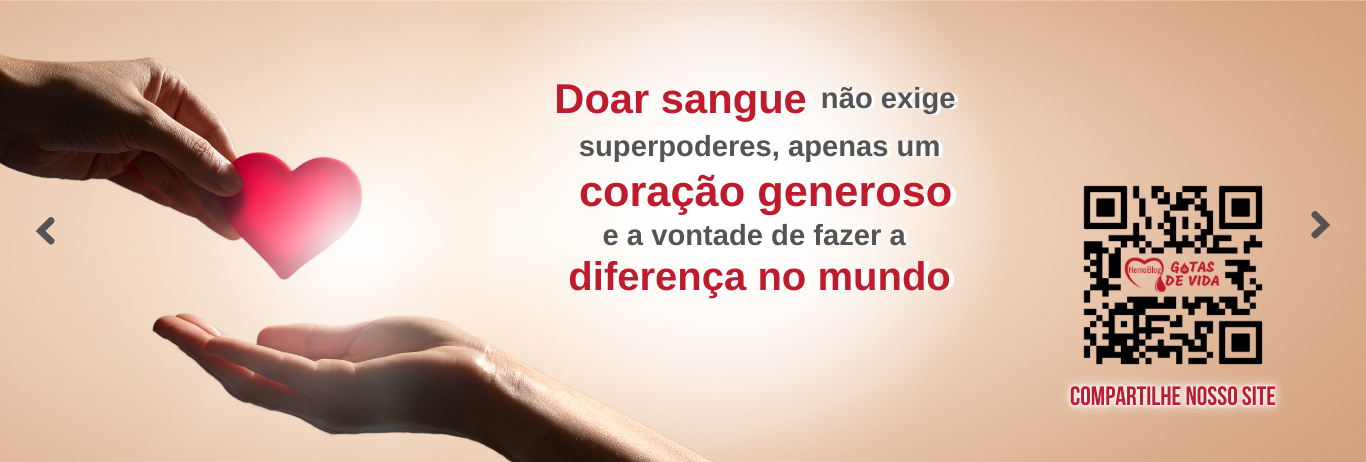 Doar sangue não exige
superpoderes, apenas um
coração generoso
e a vontade de fazer a
diferença no mundo
HemoBlog
GOTAS
DE VIDA
COMPARTILHE NOSSO SITE